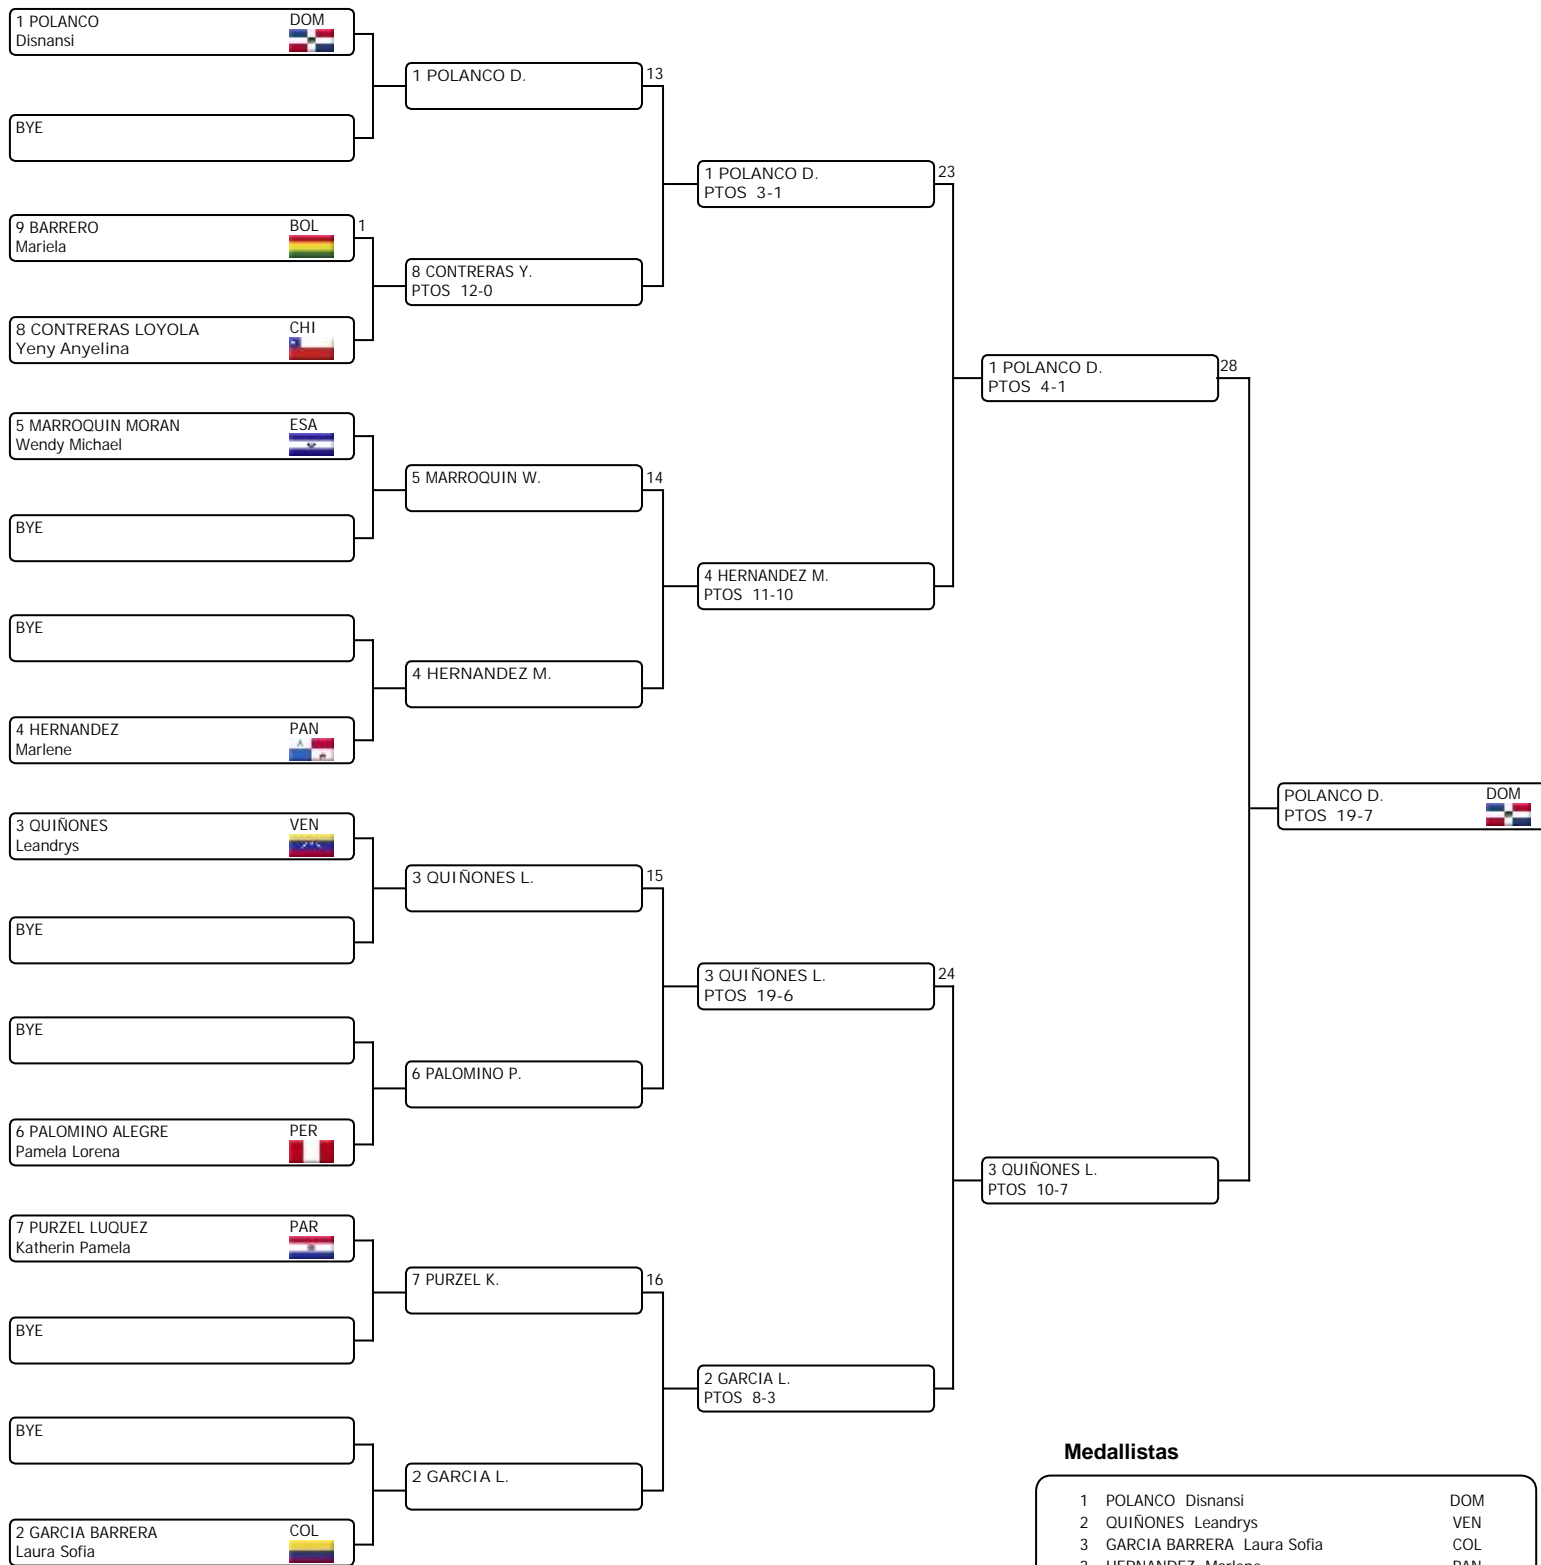 1 POLANCO DOM
Disnansi
BYE
9 BARRERO BOL 1
Mariela
8 CONTRERAS LOYOLA CHI
Yeny Anyelina
5 MARROQUIN MORAN ESA
Wendy Michael
BYE
BYE
4 HERNANDEZ PAN
Marlene
3 QUIÑONES VEN
Leandrys
BYE
BYE
6 PALOMINO ALEGRE PER
Pamela Lorena
7 PURZEL LUQUEZ PAR
Katherin Pamela
BYE
BYE
2 GARCIA BARRERA COL
Laura Sofia
1 POLANCO D. 13
8 CONTRERAS Y.
PTOS 12-0
5 MARROQUIN W. 14
4 HERNANDEZ M.
3 QUIÑONES L. 15
6 PALOMINO P.
7 PURZEL K. 16
2 GARCIA L.
1 POLANCO D. 23
PTOS 3-1
4 HERNANDEZ M.
PTOS 11-10
3 QUIÑONES L. 24
PTOS 19-6
2 GARCIA L.
PTOS 8-3
1 POLANCO D. 28
PTOS 4-1
3 QUIÑONES L.
PTOS 10-7
POLANCO D. DOM
PTOS 19-7
Medallistas
1 POLANCO Disnansi DOM
2 QUIÑONES Leandrys VEN
3 GARCIA BARRERA Laura Sofia COL
3 HERNANDEZ Marlene PAN